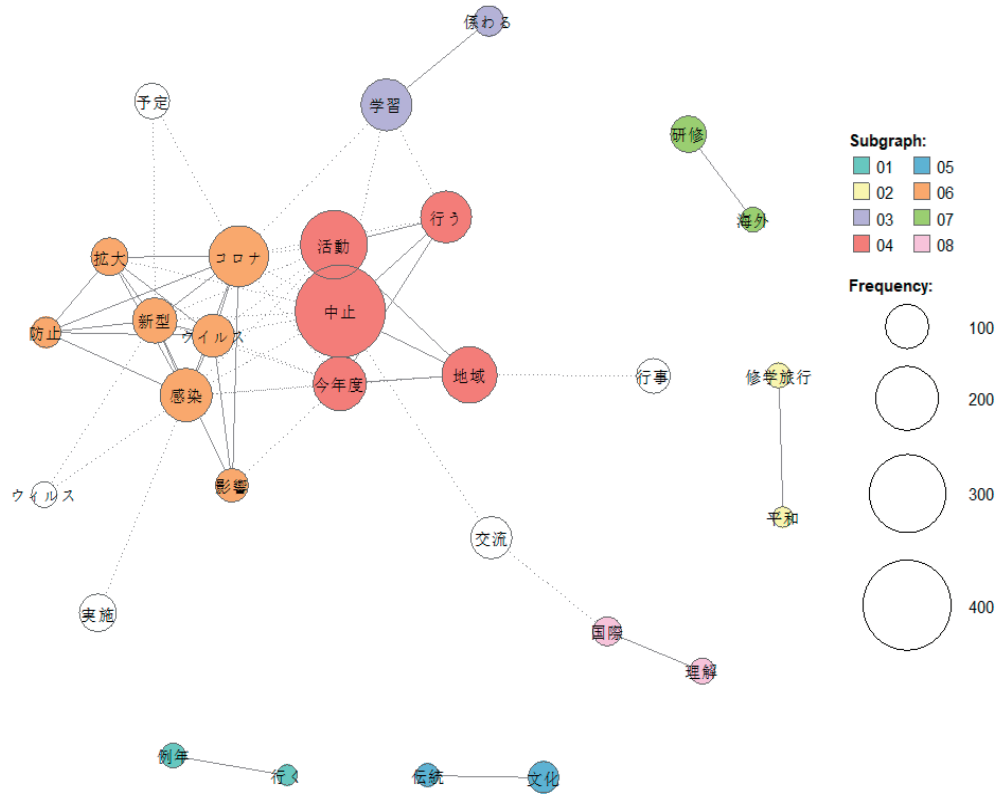 係わる
予定
学習
研修
海外
行う
活動
コロナ
拡大
中止
新型
ウイルス
防止
今年度
地域
行事
感染
修学旅行
影響
ウィルス
平和
交流
実施
国際
理解
例年
行く
伝統
文化
Subgraph:
01 05
02 06
03 07
04 08
Frequency:
100
200
300
400